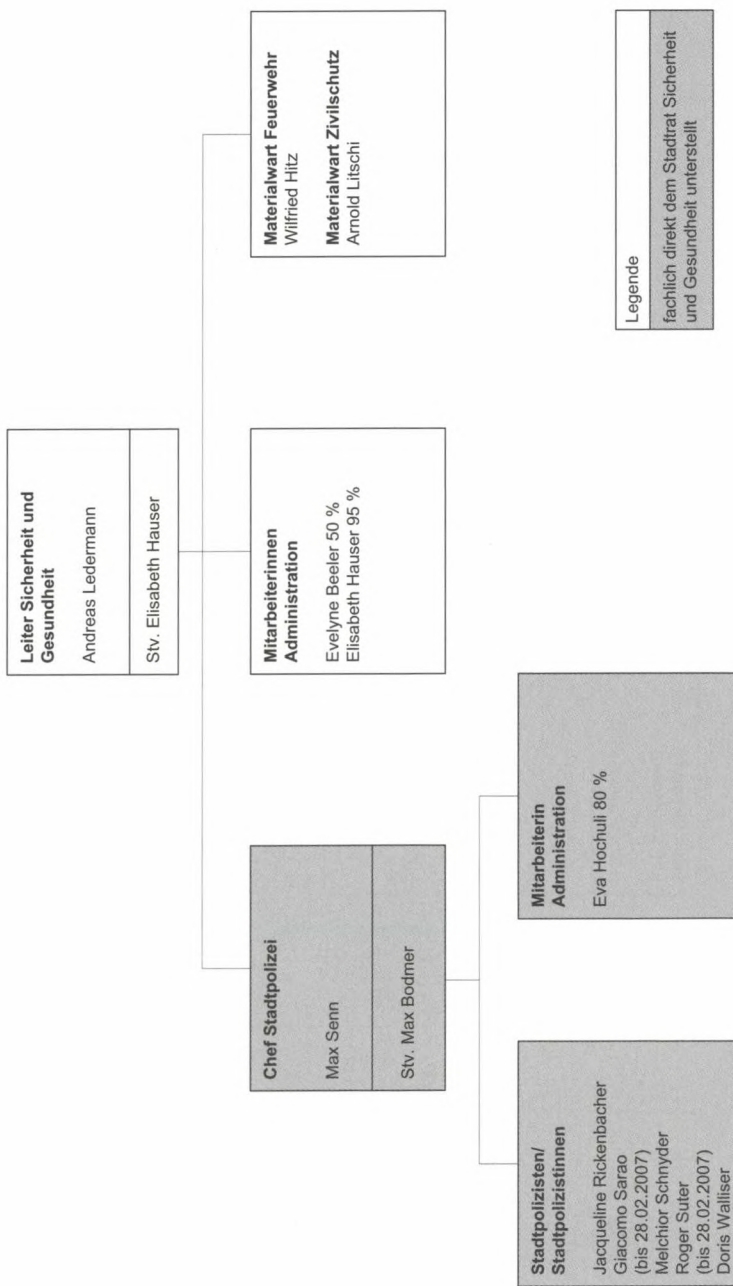 Leiter Sicherheit und
Gesundheit
Andreas Ledermann
Stv. Elisabeth Hauser
Chef Stadtpolizei
Max Senn
Stv. Max Bodmer
Mitarbeiterinnen
Administration
Evelyne Beeler 50 %
Elisabeth Hauser 95 %
Materialwart Feuerwehr
Wilfried Hitz
Materialwart Zivilschutz
Arnold Litschi
Stadtpolizisten/
Stadtpolizistinnen
Jacqueline Rickenbacher
Giacomo Sarao
(bis 28.02.2007)
Melchior Schnyder
Roger Suter
(bis 28.02.2007)
Doris Walliser
Mitarbeiterin
Administration
Eva Hochuli 80 %
Legende
fachlich direkt dem Stadtrat Sicherheit
und Gesundheit unterstellt